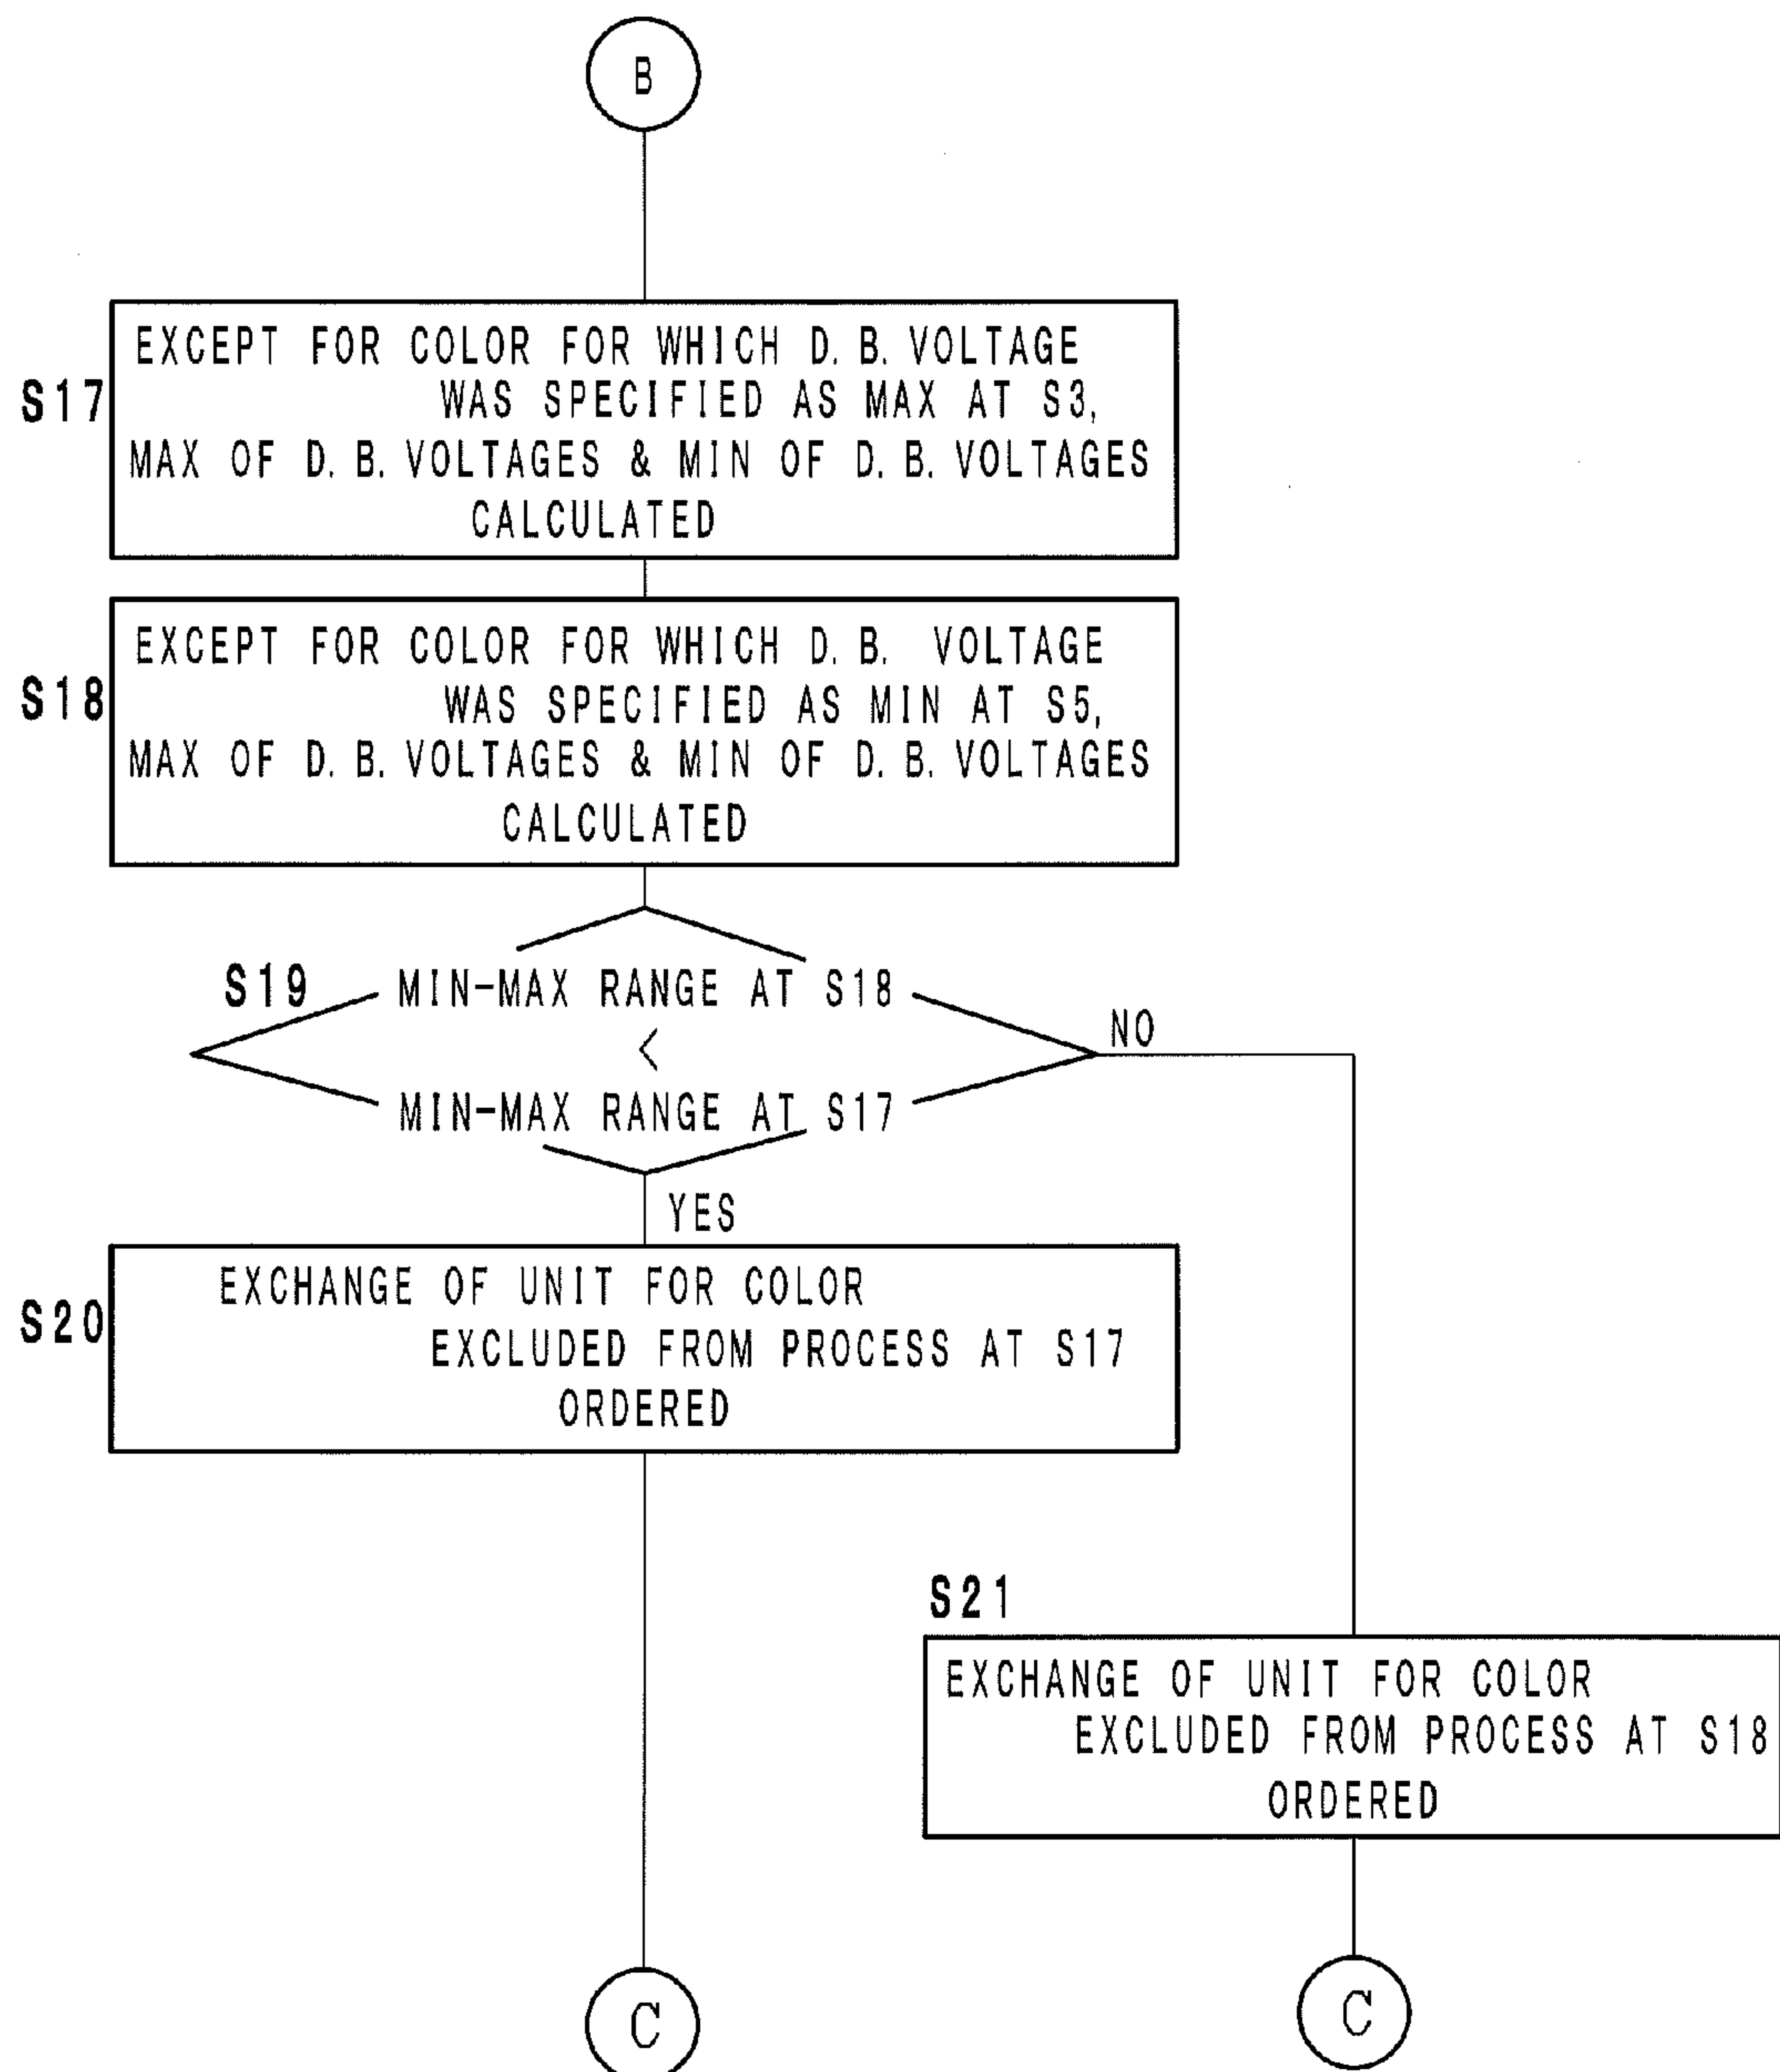 B
S17
EXCEPT FOR COLOR FOR WHICH D.B. VOLTAGE
WAS SPECIFIED AS MAX AT S3,
MAX OF D.B. VOLTAGES & MIN OF D.B. VOLTAGES
CALCULATED
S18
EXCEPT FOR COLOR FOR WHICH D.B. VOLTAGE
WAS SPECIFIED AS MIN AT S5,
MAX OF D.B. VOLTAGES & MIN OF D.B. VOLTAGES
CALCULATED
S19
MIN-MAX RANGE AT S18
<
MIN-MAX RANGE AT S17
NO
YES
S20
EXCHANGE OF UNIT FOR COLOR
EXCLUDED FROM PROCESS AT S17
ORDERED
S21
EXCHANGE OF UNIT FOR COLOR
EXCLUDED FROM PROCESS AT S18
ORDERED
C
C